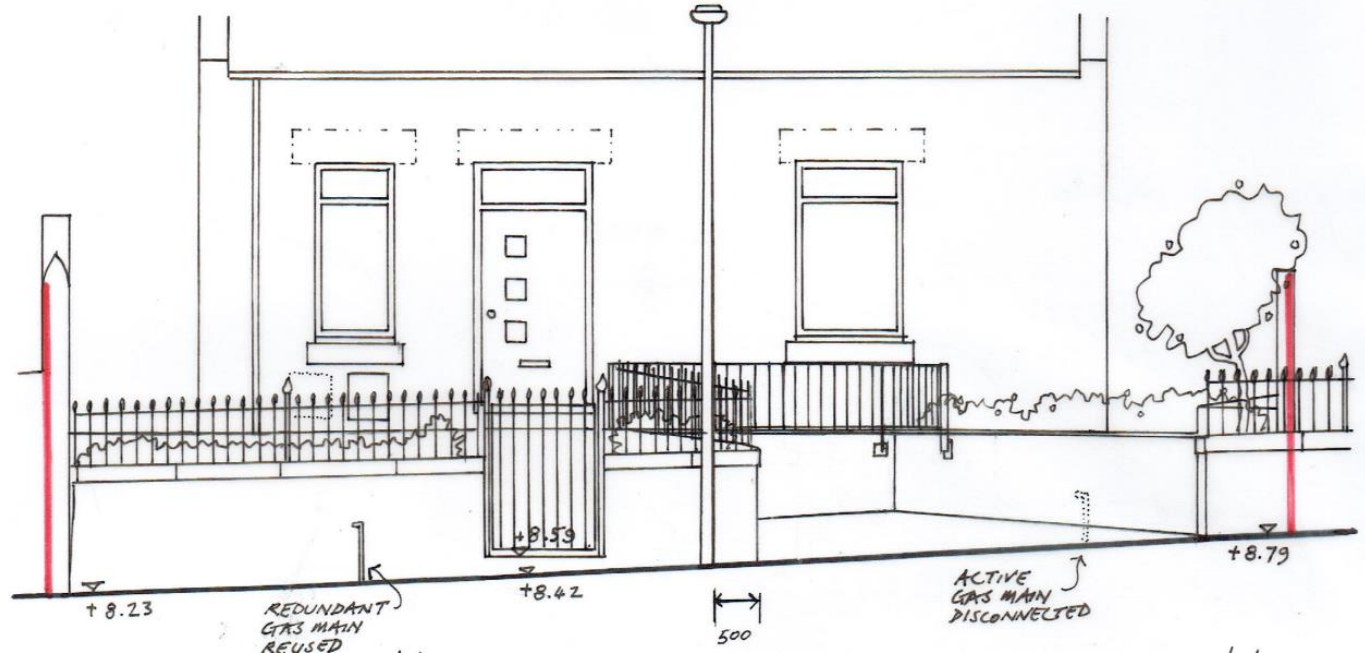 +8.59
+8.23
+8.42
+8.79
REDUNDANT
GAS MAIN
REUSED
500
ACTIVE
GAS MAIN
DISCONNECTED